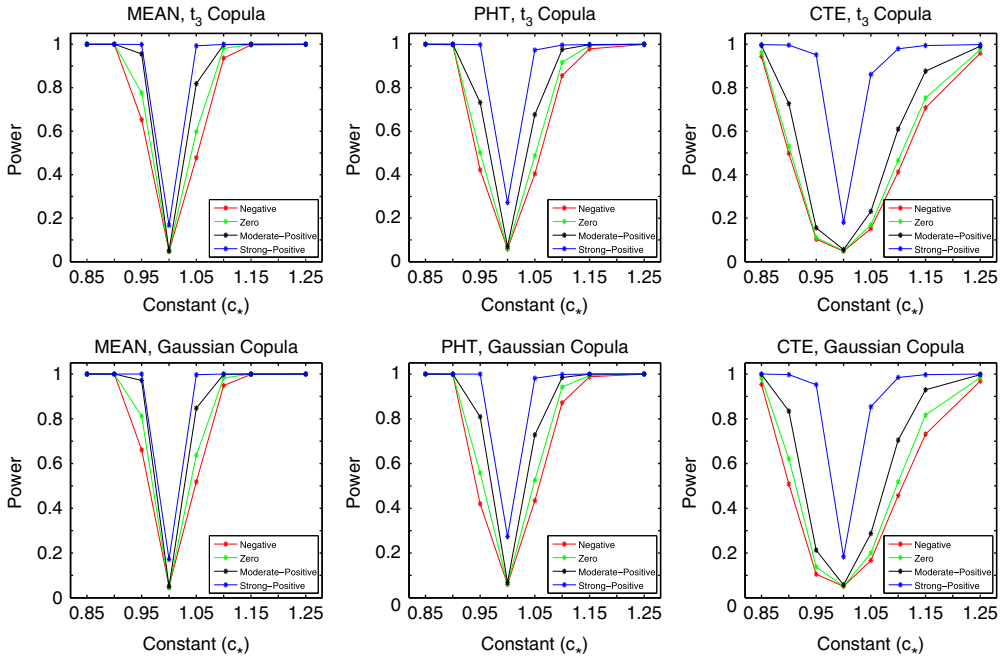 MEAN, t₃ Copula
1
0.8
0.6
0.4
0.2
0
Power
Negative
Zero
Moderate−Positive
Strong−Positive
0.85 0.95 1.05 1.15 1.25
Constant (c*)
PHT, t₃ Copula
1
0.8
0.6
0.4
0.2
0
Power
Negative
Zero
Moderate−Positive
Strong−Positive
0.85 0.95 1.05 1.15 1.25
Constant (c*)
CTE, t₃ Copula
1
0.8
0.6
0.4
0.2
0
Power
Negative
Zero
Moderate−Positive
Strong−Positive
0.85 0.95 1.05 1.15 1.25
Constant (c*)
MEAN, Gaussian Copula
1
0.8
0.6
0.4
0.2
0
Power
Negative
Zero
Moderate−Positive
Strong−Positive
0.85 0.95 1.05 1.15 1.25
Constant (c*)
PHT, Gaussian Copula
1
0.8
0.6
0.4
0.2
0
Power
Negative
Zero
Moderate−Positive
Strong−Positive
0.85 0.95 1.05 1.15 1.25
Constant (c*)
CTE, Gaussian Copula
1
0.8
0.6
0.4
0.2
0
Power
Negative
Zero
Moderate−Positive
Strong−Positive
0.85 0.95 1.05 1.15 1.25
Constant (c*)